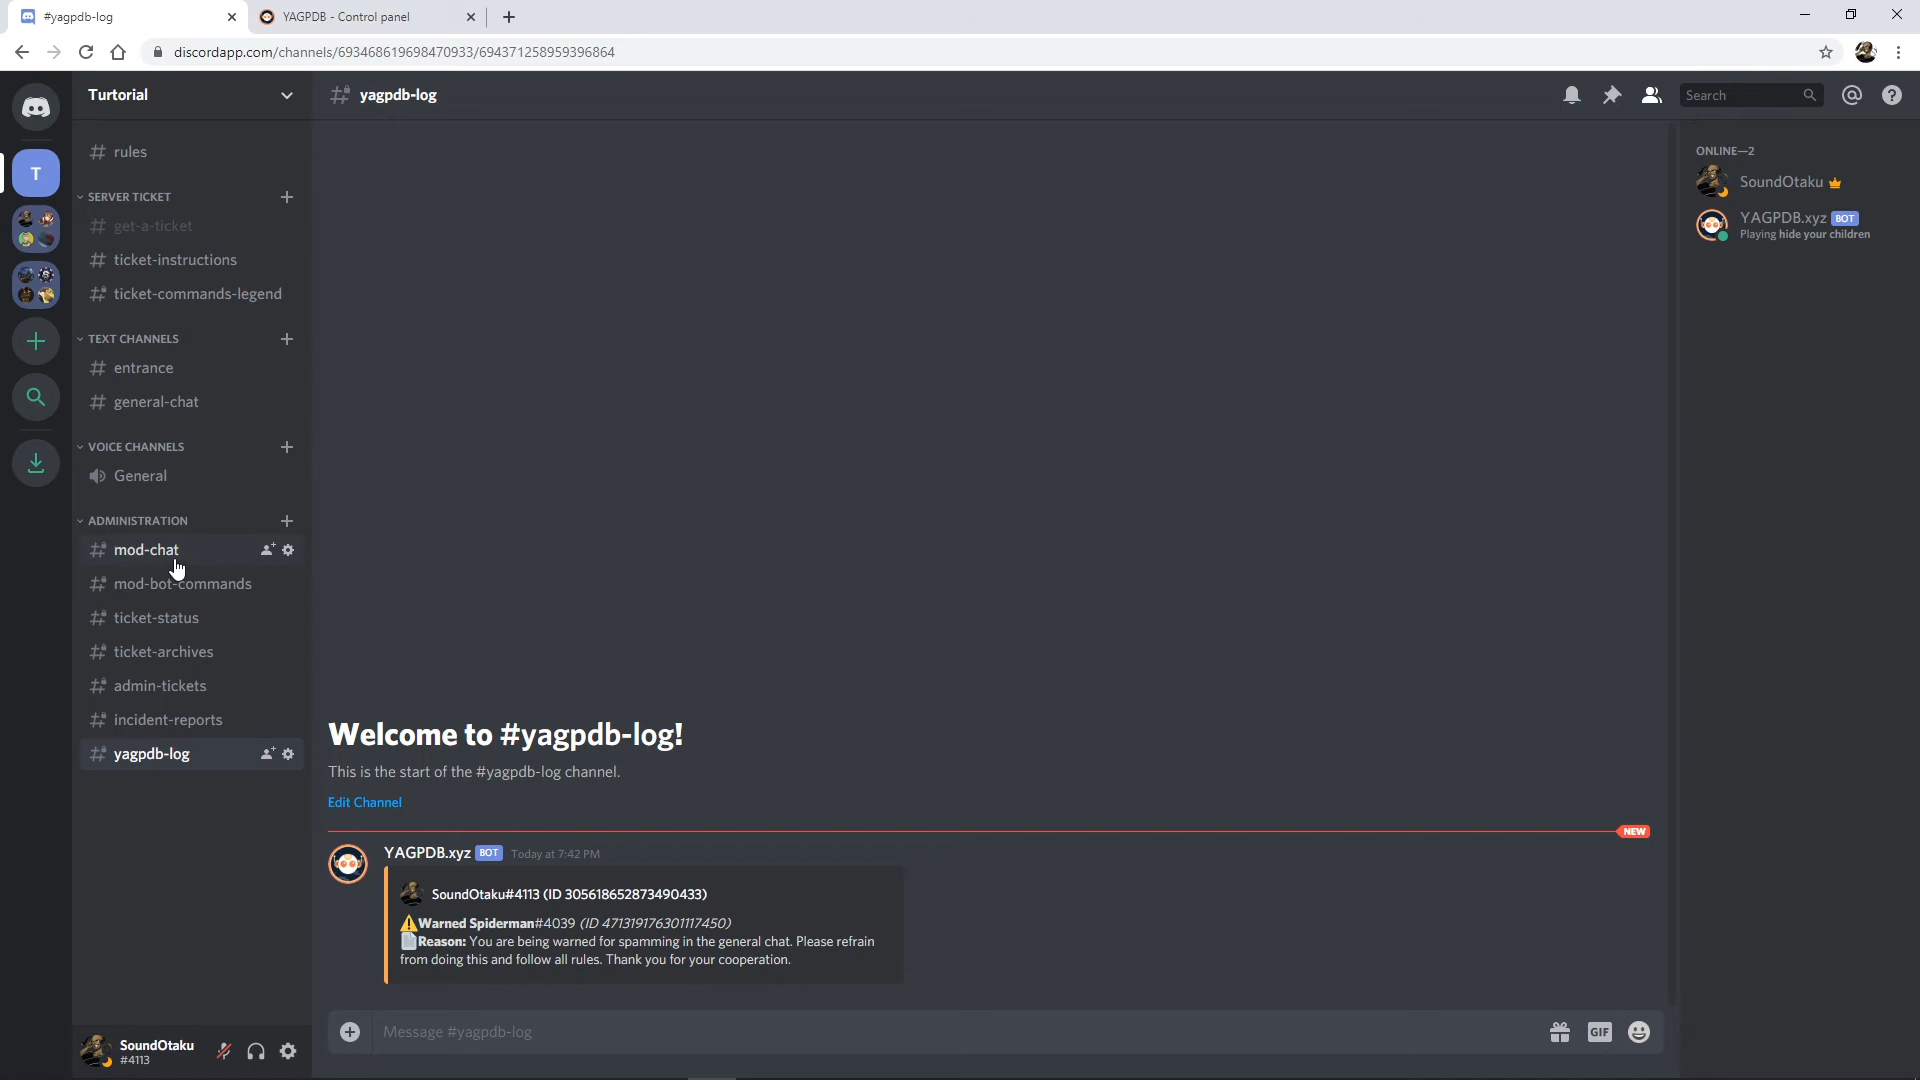 #yagpdb-log
YAGPDB - Control panel
discordapp.com/channels/693468619698470933/694371258959396864
Turtorial
yagpdb-log
Search
T
rules
SERVER TICKET
get-a-ticket
ticket-instructions
ticket-commands-legend
TEXT CHANNELS
entrance
general-chat
VOICE CHANNELS
General
ADMINISTRATION
mod-chat
mod-bot-commands
ticket-status
ticket-archives
admin-tickets
incident-reports
yagpdb-log
SoundOtaku
#4113
Welcome to #yagpdb-log!
This is the start of the #yagpdb-log channel.
Edit Channel
NEW
YAGPDB.xyz BOT Today at 7:42 PM
SoundOtaku#4113 (ID 305618652873490433)
Warned Spiderman#4039 (ID 471319176301117450)
Reason: You are being warned for spamming in the general chat. Please refrain
from doing this and follow all rules. Thank you for your cooperation.
Message #yagpdb-log
GIF
ONLINE—2
SoundOtaku
YAGPDB.xyz BOT
Playing hide your children